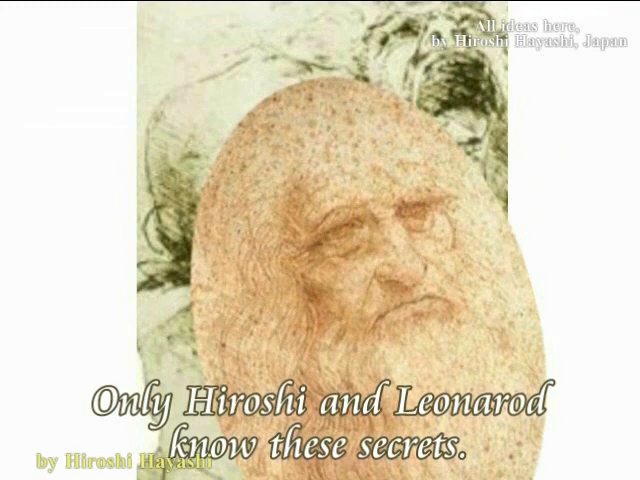 All ideas here,
by Hiroshi Hayashi, Japan
Only Hiroshi and Leonarod
know these secrets.
by Hiroshi Hayashi